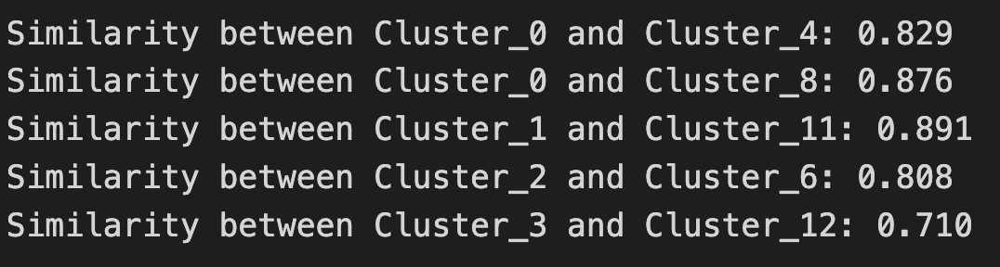 Similarity between Cluster_0 and Cluster_4: 0.829
Similarity between Cluster_0 and Cluster_8: 0.876
Similarity between Cluster_1 and Cluster_11: 0.891
Similarity between Cluster_2 and Cluster_6: 0.808
Similarity between Cluster_3 and Cluster_12: 0.710